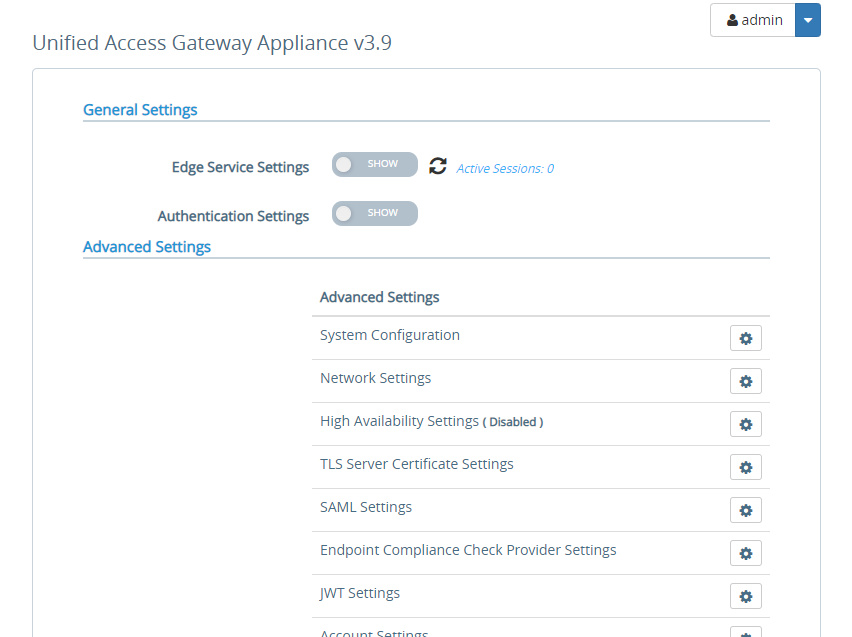 admin
Unified Access Gateway Appliance v3.9
General Settings
Edge Service Settings SHOW Active Sessions: 0
Authentication Settings SHOW
Advanced Settings
Advanced Settings
System Configuration
Network Settings
High Availability Settings ( Disabled )
TLS Server Certificate Settings
SAML Settings
Endpoint Compliance Check Provider Settings
JWT Settings
Account Settings